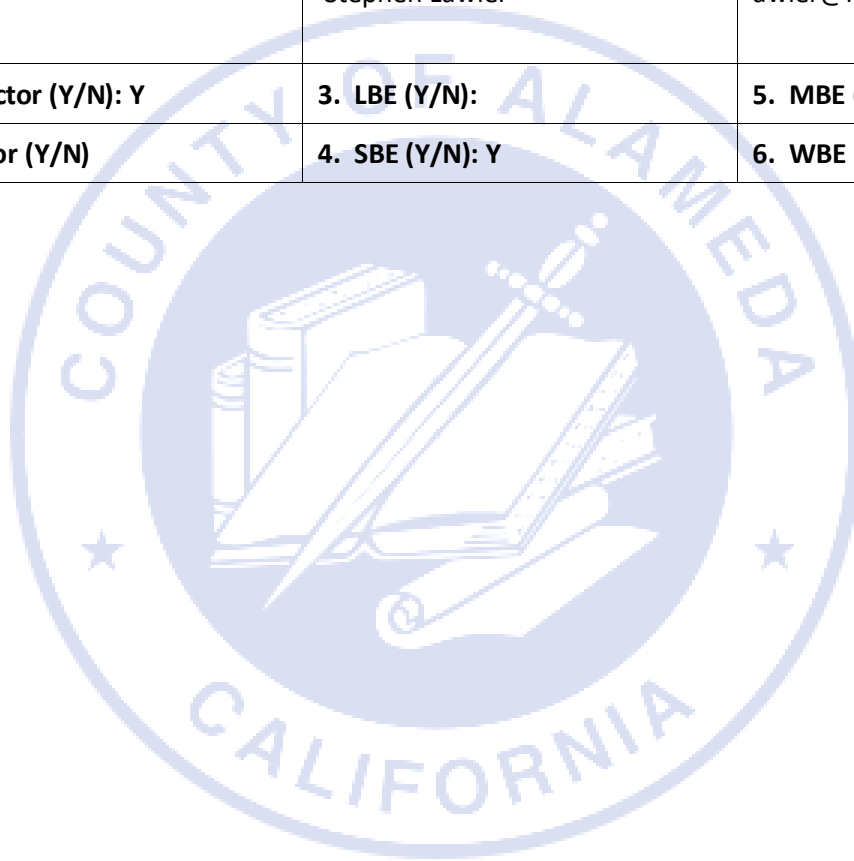 Stephen Lawler
ctor (Y/N): Y 3. LBE (Y/N): 5. MBE
or (Y/N) 4. SBE (Y/N): Y 6. WBE
COUNTY OF ALAMEDA
CALIFORNIA